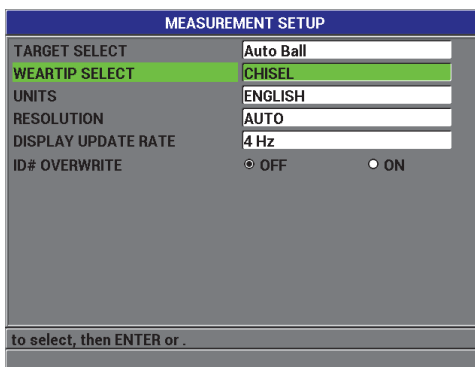 MEASUREMENT SETUP
TARGET SELECT Auto Ball
WEARTIP SELECT CHISEL
UNITS ENGLISH
RESOLUTION AUTO
DISPLAY UPDATE RATE 4 Hz
ID# OVERWRITE OFF ON
to select, then ENTER or .